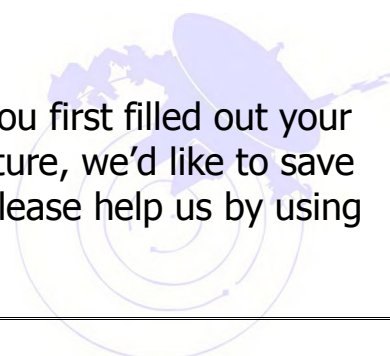 ou first filled out your
ture, we’d like to save
lease help us by using